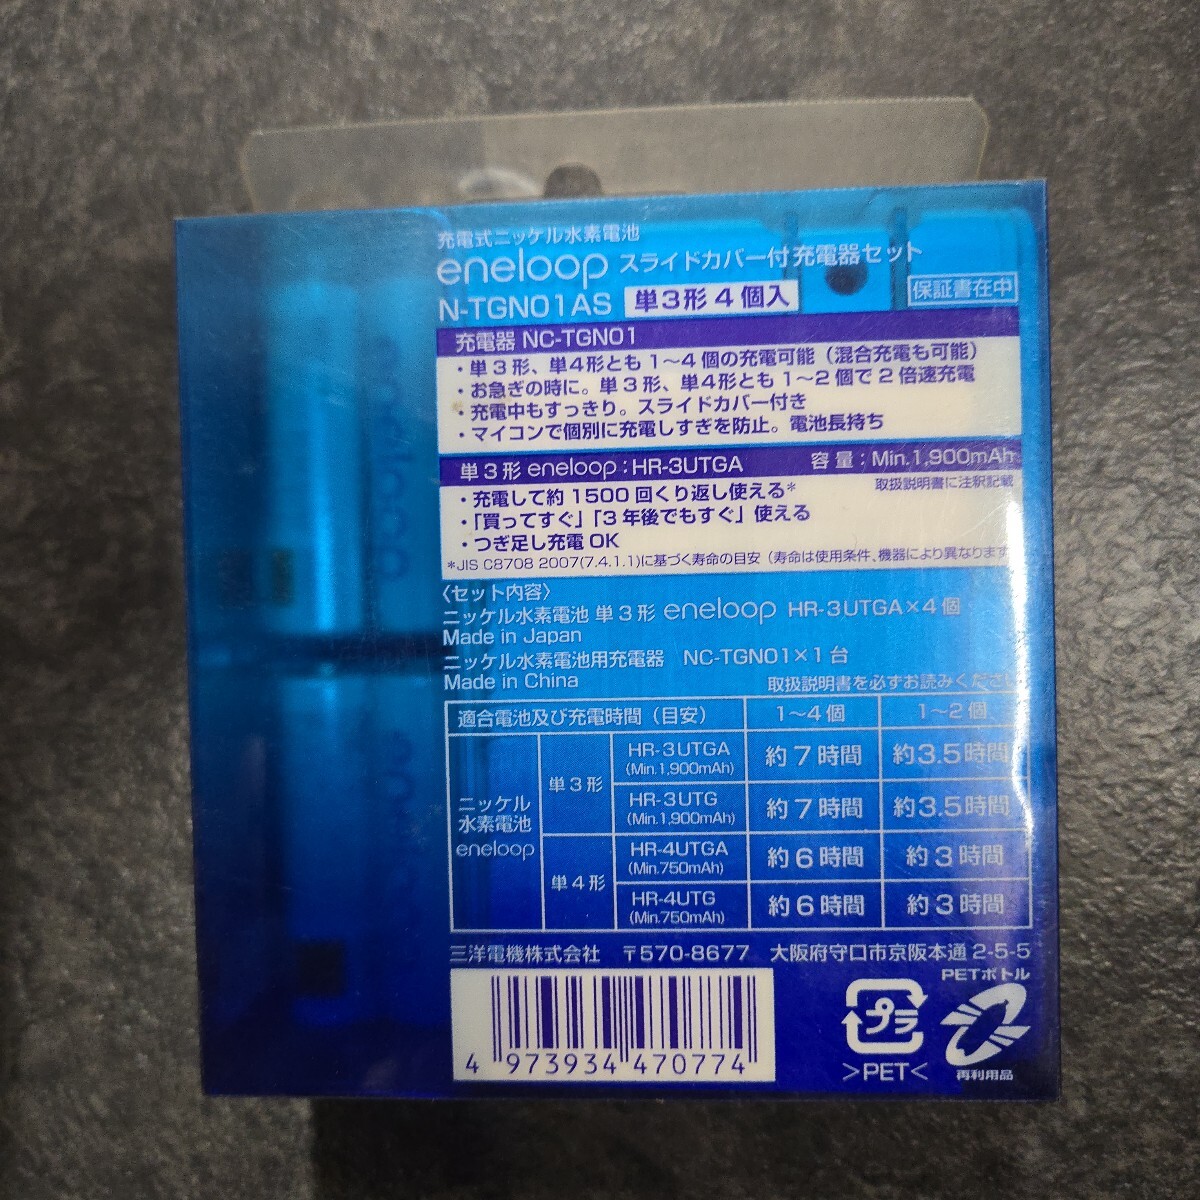 充電式ニッケル水素電池
eneloop スライドカバー付充電器セット
N-TGN01AS 単3形 4個入 保証書在中
充電器 NC-TGN01
・単3形、単4形とも1〜4個の充電可能（混合充電も可能）
・お急ぎの時に。単3形、単4形とも1〜2個で2倍速充電
・充電中もすっきり。スライドカバー付き
・マイコンで個別に充電しすぎを防止。電池長持ち
単3形 eneloop：HR-3UTGA 容量：Min.1,900mAh
取扱説明書に注釈記載
・充電して約1500回くり返し使える*
・「買ってすぐ」「3年後でもすぐ」使える
・つぎ足し充電OK
*JIS C8708 2007(7.4.1.1)に基づく寿命の目安（寿命は使用条件、機器により異なります
〈セット内容〉
ニッケル水素電池 単3形 eneloop HR-3UTGA×4個
Made in Japan
ニッケル水素電池用充電器 NC-TGN01×1台
Made in China 取扱説明書を必ずお読みください
適合電池及び充電時間（目安） 1〜4個 1〜2個
ニッケル水素電池 eneloop 単3形 HR-3UTGA (Min.1,900mAh) 約7時間 約3.5時間
HR-3UTG (Min.1,900mAh) 約7時間 約3.5時間
単4形 HR-4UTGA (Min.750mAh) 約6時間 約3時間
HR-4UTG (Min.750mAh) 約6時間 約3時間
三洋電機株式会社 〒570-8677 大阪府守口市京阪本通2-5-5
PETボトル
4 973934 470774
プラ
>PET<
再利用品